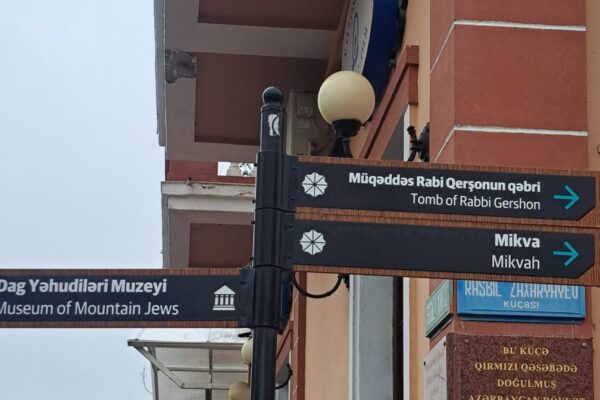 Müqəddəs Rabi Qerşonun qəbri
Tomb of Rabbi Gershon
Mikva
Mikvah
Dag Yəhudiləri Muzeyi
Museum of Mountain Jews
RƏSBİL ZAXARYAYEV
KÜÇƏSİ
BU KÜÇƏ
QIRMIZI QƏSƏBƏDƏ
DOĞULMUŞ
AZƏRBAYCAN DÖVLƏT